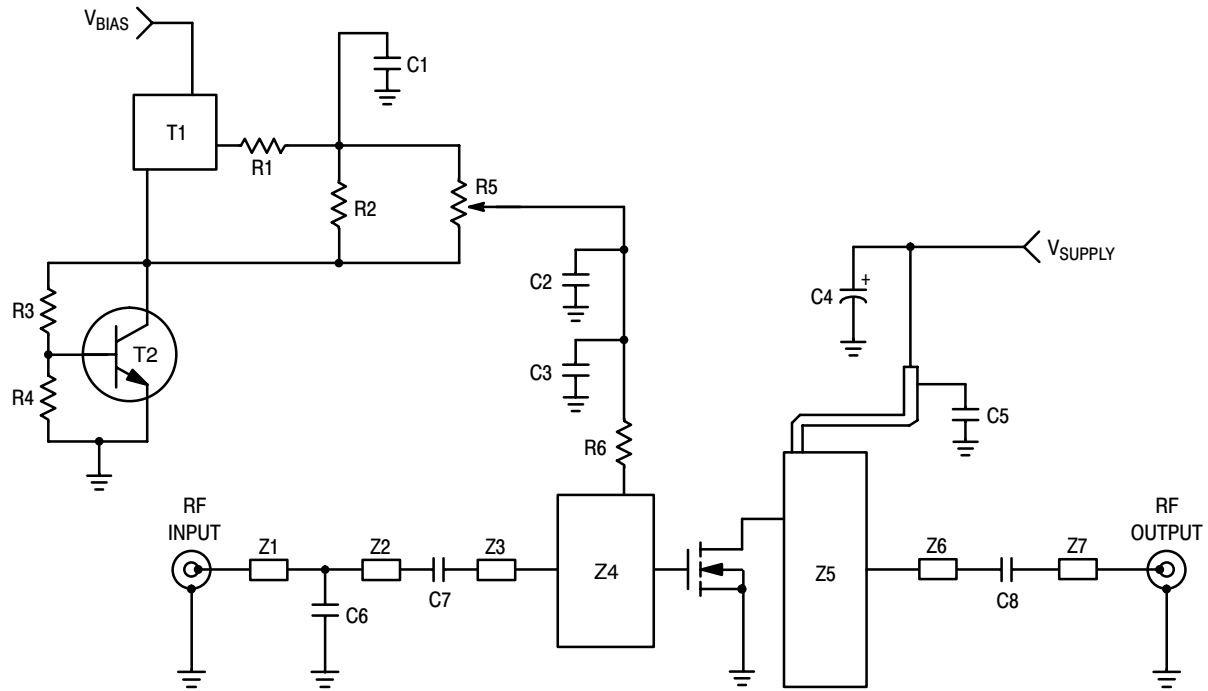 VBIAS
C1
T1
R1
R2
R5
VSUPPLY
C4
+
C2
R3
T2
C3
R4
C5
R6
RF
INPUT
RF
OUTPUT
Z1
Z2
Z3
Z4
Z5
Z6
Z7
C7
C8
C6